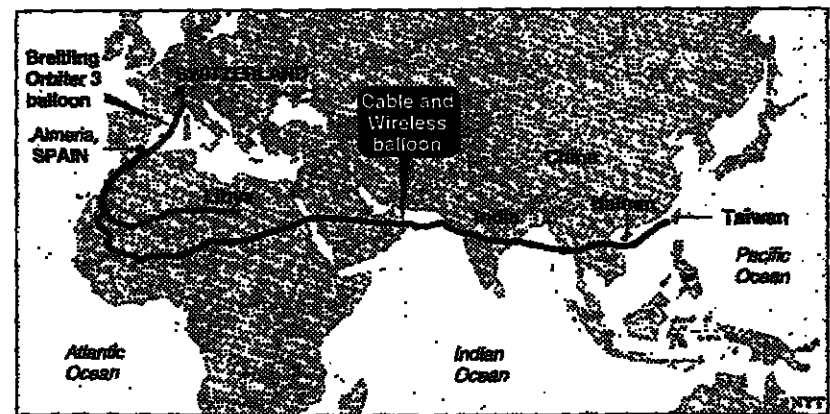 Breitling
Orbiter 3
balloon
SWITZERLAND
Almeria,
SPAIN
Cable and
Wireless
balloon
China
Libya
India
Taiwan
Pacific
Ocean
Atlantic
Ocean
Indian
Ocean
NYT